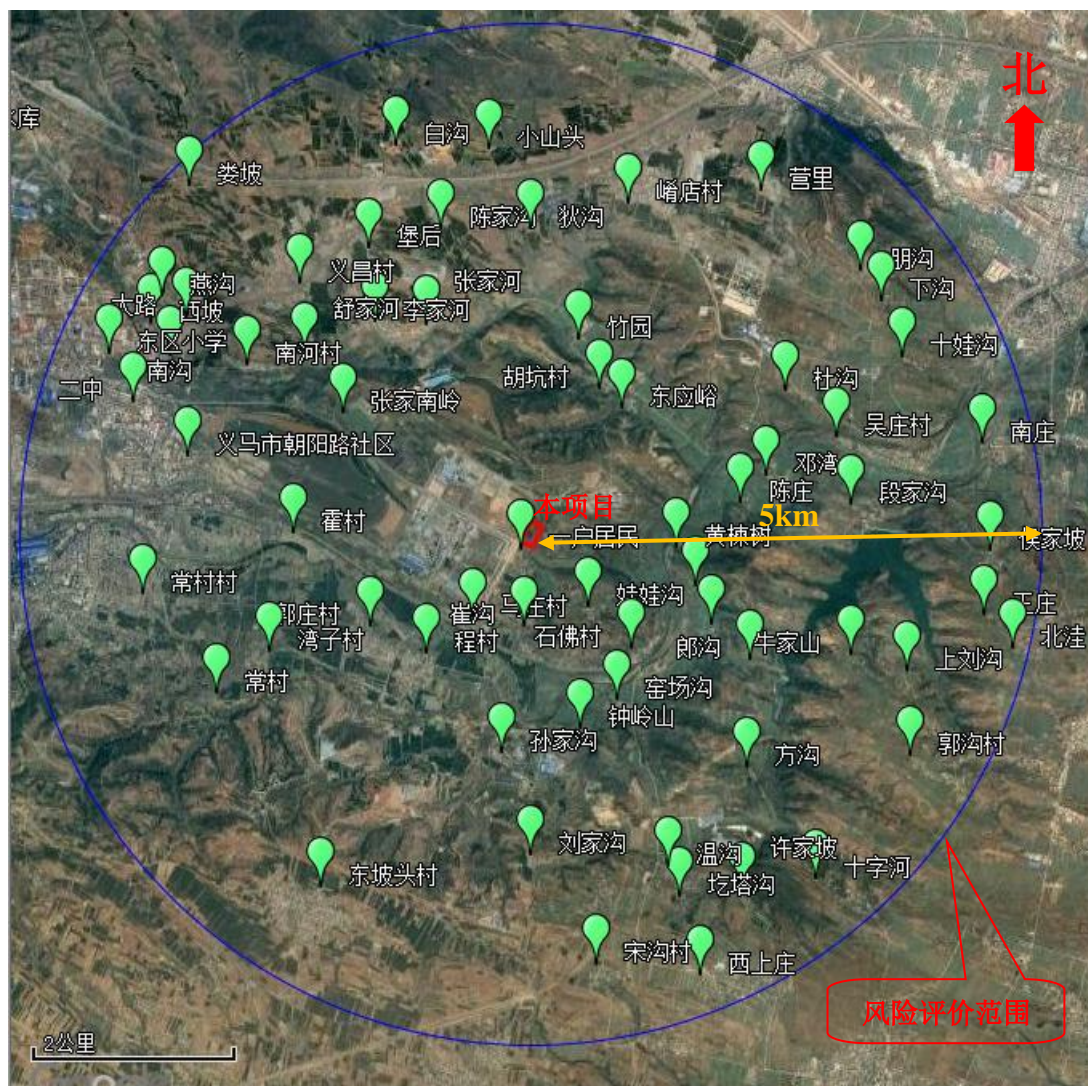 北
水库
白沟
小山头
娄坡
崤店村
营里
陈家沟
狄沟
堡后
义昌村
张家河
朋沟
燕沟
下沟
大路
西坡
舒家河
李家河
竹园
东区小学
南河村
十娃沟
胡坑村
杜沟
南沟
二中
张家南岭
东应峪
吴庄村
南庄
义马市朝阳路社区
邓湾
陈庄
段家沟
本项目
5km
霍村
一户居民
黄楝树
侯家坡
常村村
娃娃沟
王庄
郭庄村
崔沟
马庄村
湾子村
程村
石佛村
郎沟
牛家山
北洼
上刘沟
常村
窑场沟
钟岭山
孙家沟
方沟
郭沟村
刘家沟
温沟
许家坡
十字河
东坡头村
圪塔沟
宋沟村
西上庄
风险评价范围
2公里